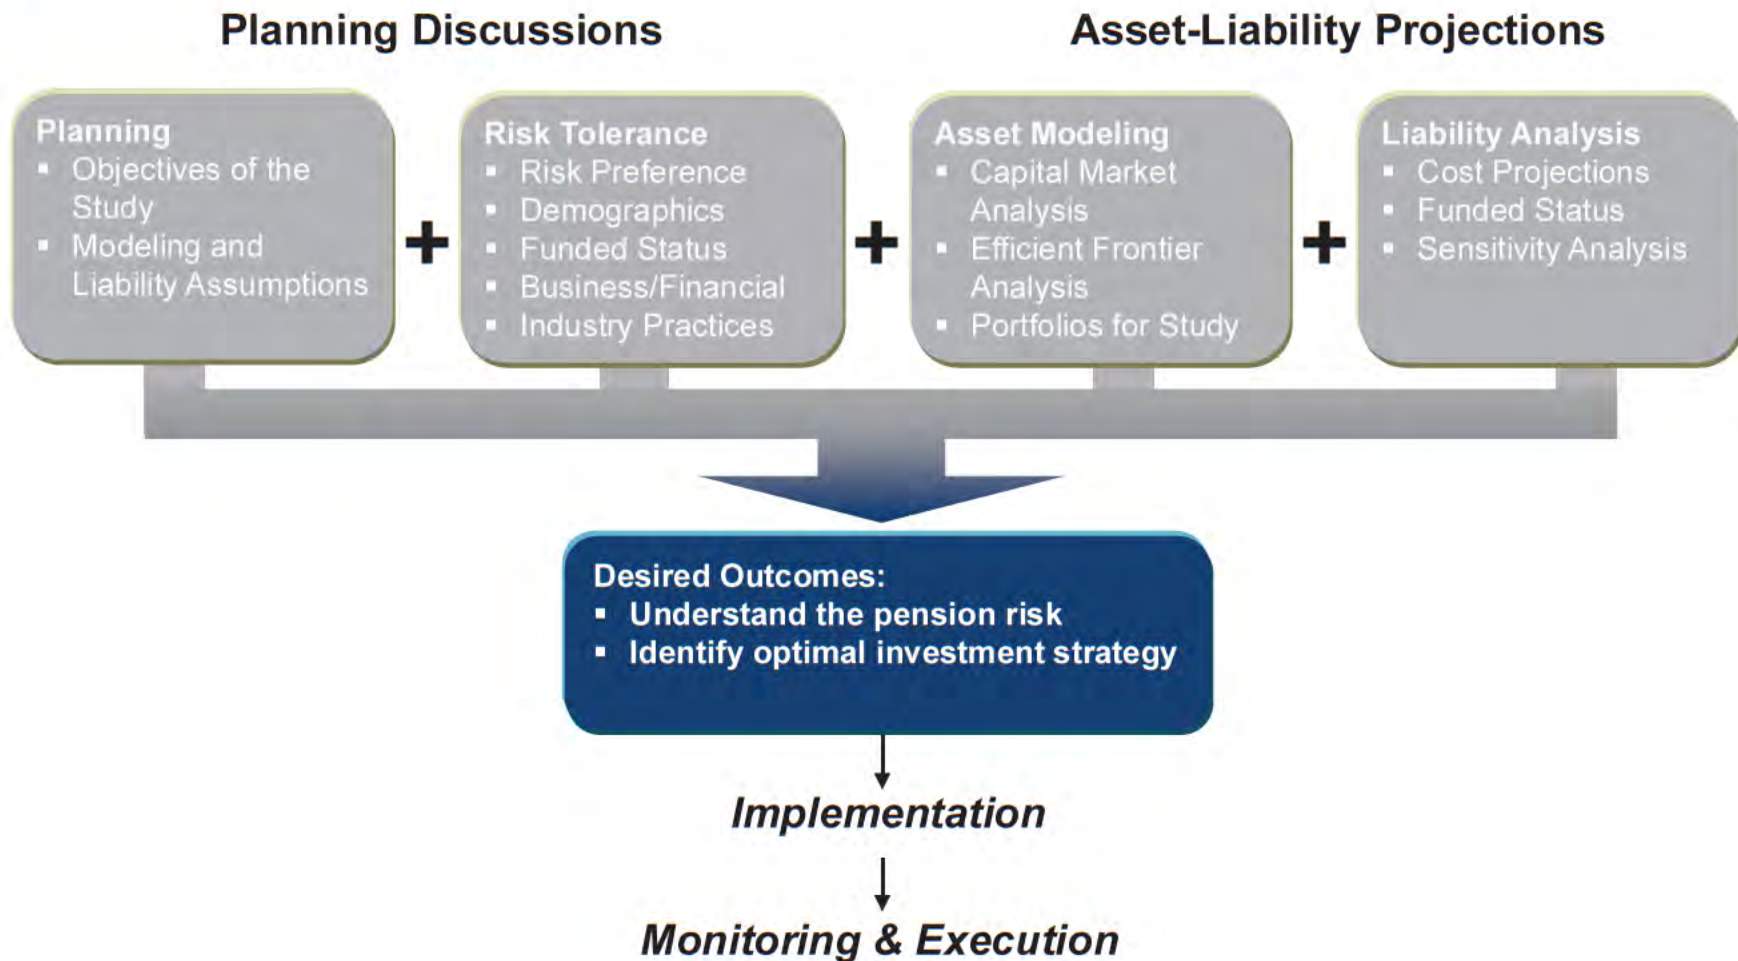 Planning Discussions
Asset-Liability Projections
Planning
▪ Objectives of the
Study
▪ Modeling and
Liability Assumptions
+
Risk Tolerance
▪ Risk Preference
▪ Demographics
▪ Funded Status
▪ Business/Financial
▪ Industry Practices
+
Asset Modeling
▪ Capital Market
Analysis
▪ Efficient Frontier
Analysis
▪ Portfolios for Study
+
Liability Analysis
▪ Cost Projections
▪ Funded Status
▪ Sensitivity Analysis
Desired Outcomes:
▪ Understand the pension risk
▪ Identify optimal investment strategy
Implementation
Monitoring & Execution